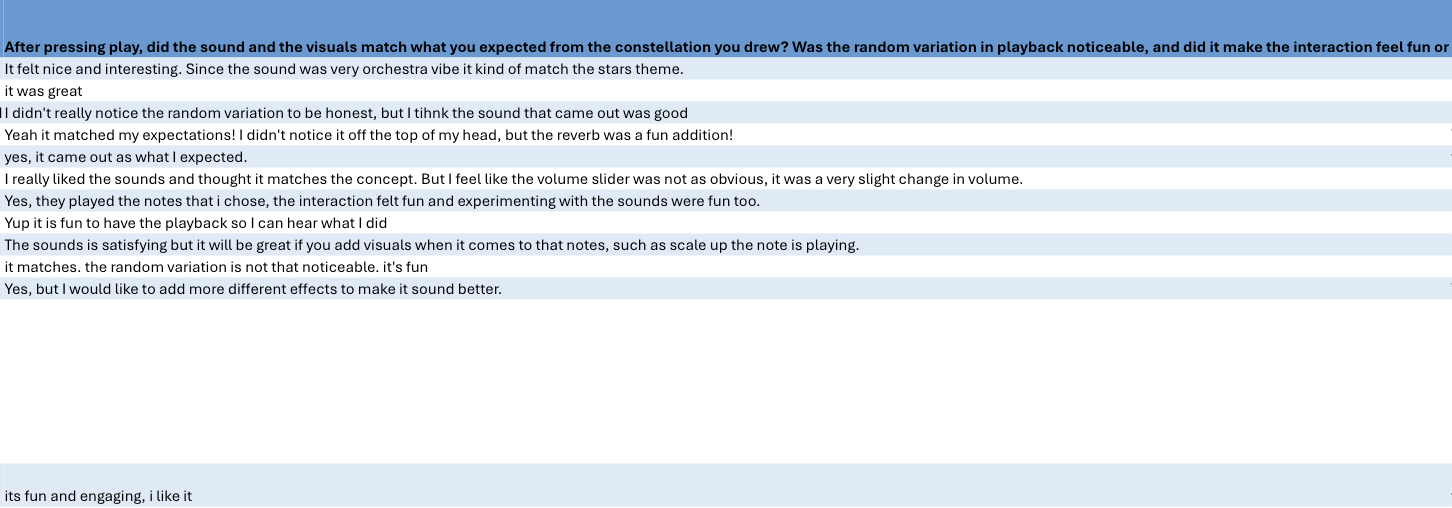 After pressing play, did the sound and the visuals match what you expected from the constellation you drew? Was the random variation in playback noticeable, and did it make the interaction feel fun or
It felt nice and interesting. Since the sound was very orchestra vibe it kind of match the stars theme.
it was great
I didn't really notice the random variation to be honest, but I tihnk the sound that came out was good
Yeah it matched my expectations! I didn't notice it off the top of my head, but the reverb was a fun addition!
yes, it came out as what I expected.
I really liked the sounds and thought it matches the concept. But I feel like the volume slider was not as obvious, it was a very slight change in volume.
Yes, they played the notes that i chose, the interaction felt fun and experimenting with the sounds were fun too.
Yup it is fun to have the playback so I can hear what I did
The sounds is satisfying but it will be great if you add visuals when it comes to that notes, such as scale up the note is playing.
it matches. the random variation is not that noticeable. it's fun
Yes, but I would like to add more different effects to make it sound better.
its fun and engaging, i like it